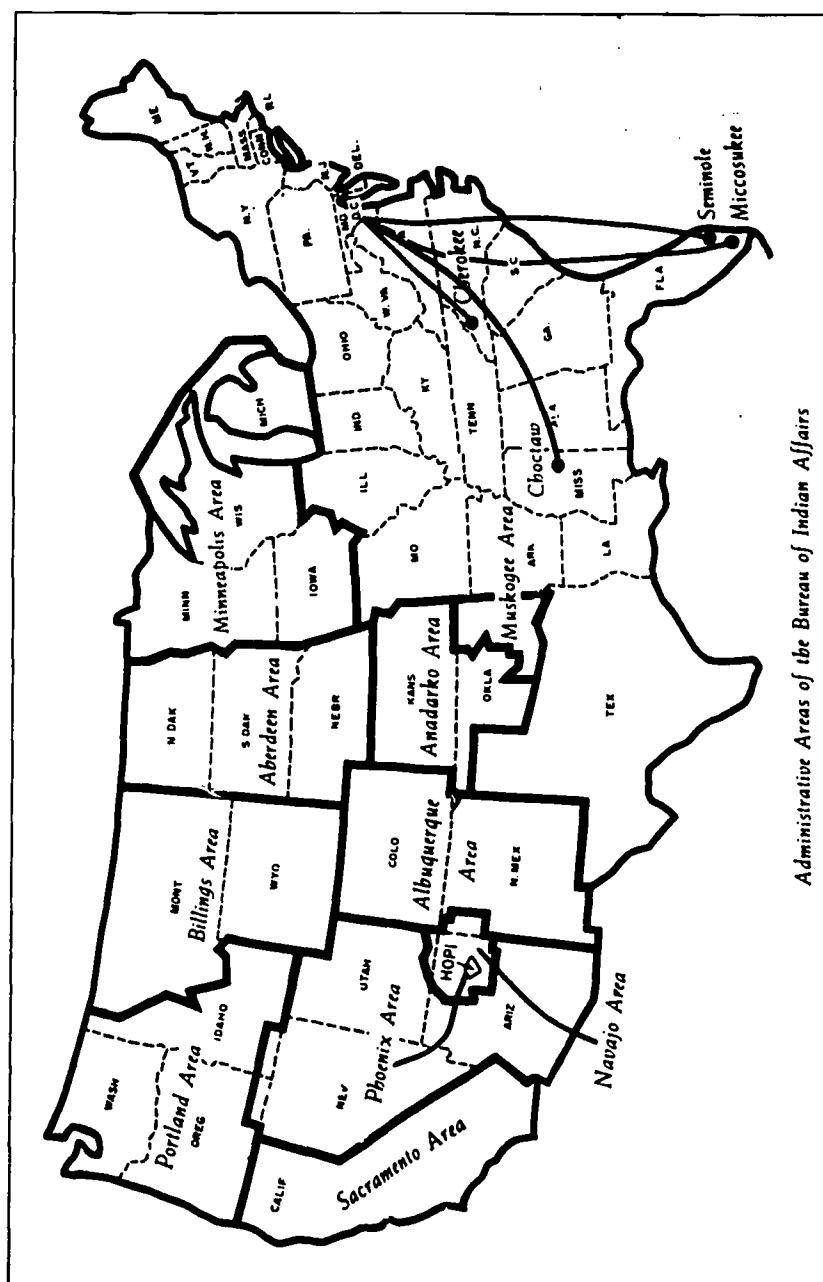 WASH
Portland Area
OREG
IDAHO
MONT
Billings Area
WYO
N DAK
S DAK
Aberdeen Area
NEBR
MINN
Minneapolis Area
WIS
IOWA
MICH
CALIF
Sacramento Area
NEV
UTAH
Phoenix Area
HOPI
ARIZ
Navajo Area
COLO
Albuquerque
Area
N.MEX
KANS
Anadarko Area
OKLA
Muskogee Area
TEX
MO
ARK
LA
ILL
IND
OHIO
KY
TENN
MISS
Choctaw
ALA
GA.
FLA
S.C
N.C.
Cherokee
W.VA
PA.
N.Y.
VT
N.H.
ME
MASS
CONN
R.I.
N.J
DEL.
MD
D.C.
Seminole
Miccosukee
Administrative Areas of the Bureau of Indian Affairs